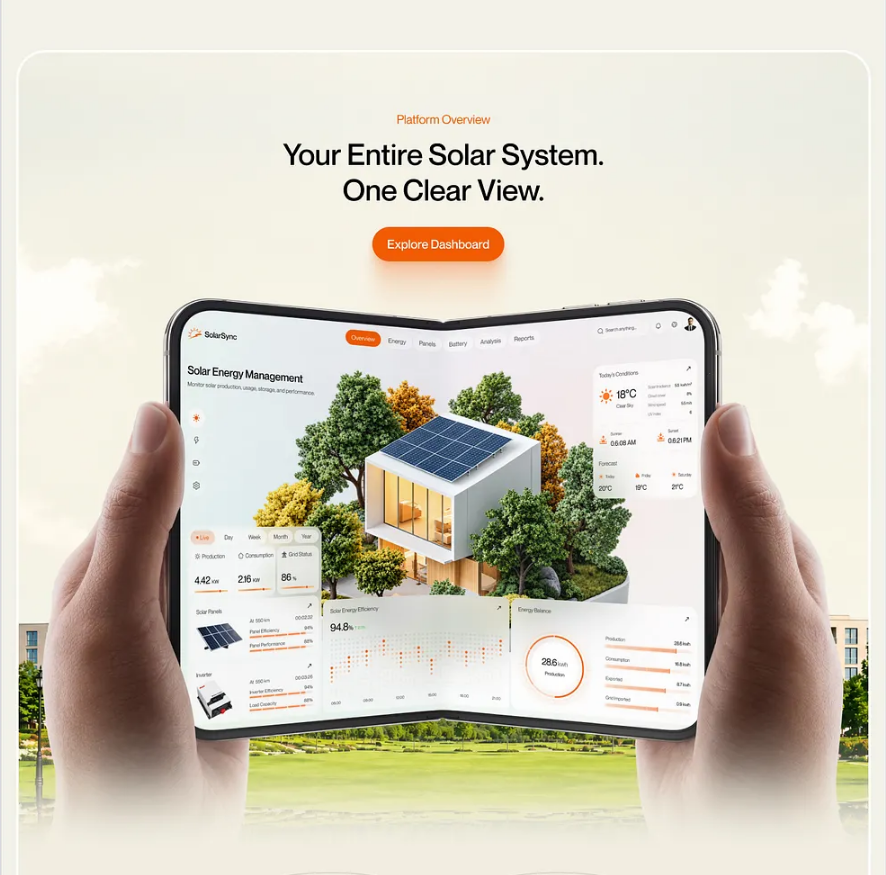 Platform Overview
Your Entire Solar System.
One Clear View.
Explore Dashboard
SolarSync
Overview
Energy
Panels
Battery
Analysis
Reports
Search anything...
Solar Energy Management
Monitor solar production, usage, storage, and performance
Today's Conditions
18°C
Clear Sky
Sunrise
0.6:08 AM
Sunset
0.6:21 PM
Forecast
20°C
19°C
21°C
Live
Day
Week
Month
Year
Production
4.42 KW
Consumption
2.16 KW
Grid Status
86 %
Solar Panels
Panel Efficiency
Panel Performance
Inverter
Inverter Efficiency
Load Capacity
Solar Energy Efficiency
94.8%
Energy Balance
28.6 kWh
Production
Production
Consumption
Exported
Grid Imported